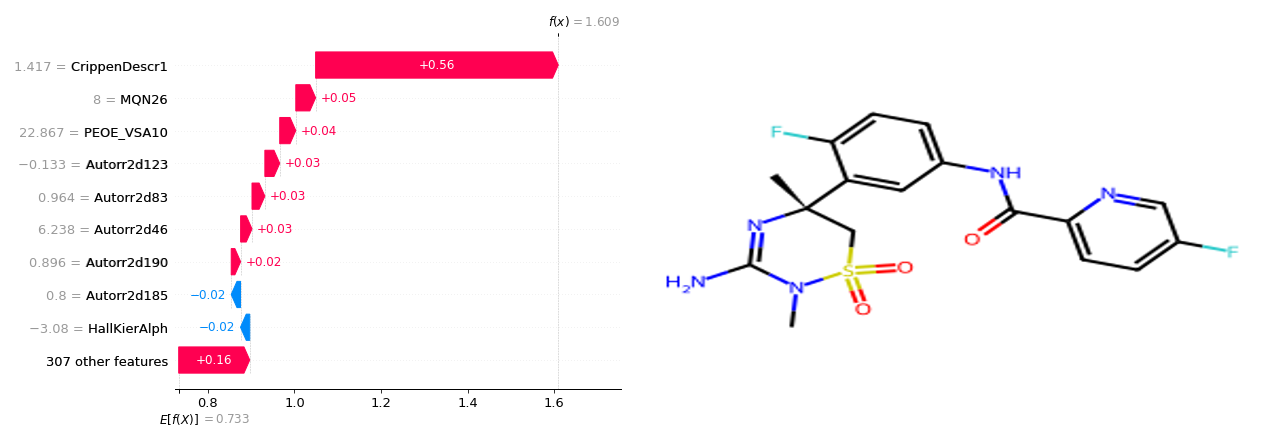 f(x) = 1.609
1.417 = CrippenDescr1
+0.56
8 = MQN26
+0.05
22.867 = PEOE_VSA10
+0.04
−0.133 = Autorr2d123
+0.03
0.964 = Autorr2d83
+0.03
6.238 = Autorr2d46
+0.03
0.896 = Autorr2d190
+0.02
0.8 = Autorr2d185
−0.02
−3.08 = HallKierAlph
−0.02
307 other features
+0.16
0.8 1.0 1.2 1.4 1.6
E[f(X)] = 0.733
F
NH
N
O
F
N
H₂N
N
S
O
O